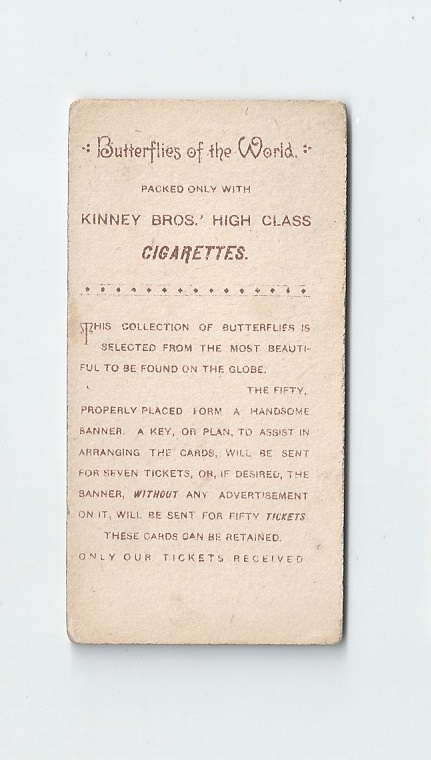 Butterflies of the World.
PACKED ONLY WITH
KINNEY BROS.' HIGH CLASS
CIGARETTES.
THIS COLLECTION OF BUTTERFLIES IS
SELECTED FROM THE MOST BEAUTI-
FUL TO BE FOUND ON THE GLOBE.
THE FIFTY,
PROPERLY PLACED FORM A HANDSOME
BANNER. A KEY, OR PLAN, TO ASSIST IN
ARRANGING THE CARDS, WILL BE SENT
FOR SEVEN TICKETS, OR, IF DESIRED, THE
BANNER, WITHOUT ANY ADVERTISEMENT
ON IT, WILL BE SENT FOR FIFTY TICKETS
THESE CARDS CAN BE RETAINED.
ONLY OUR TICKETS RECEIVED